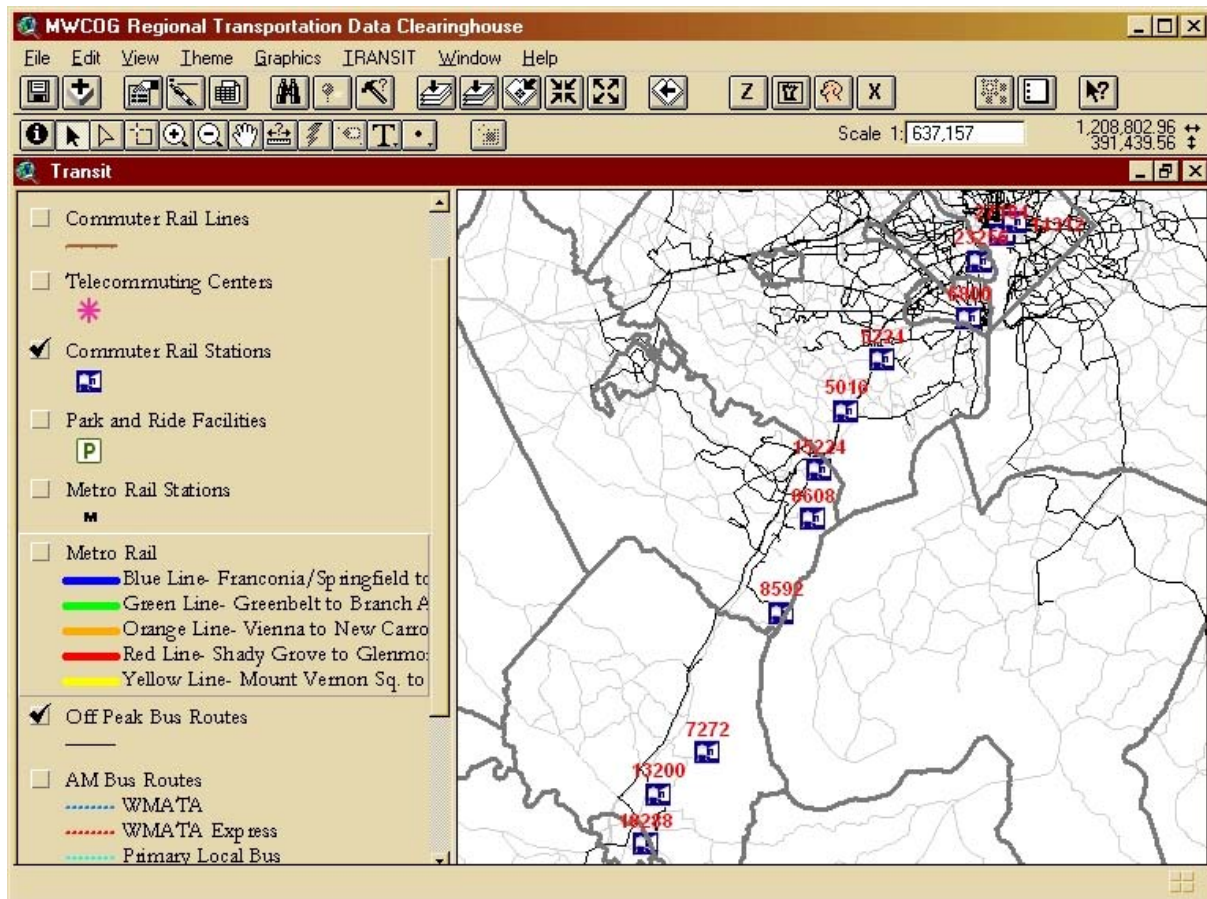 MWCOG Regional Transportation Data Clearinghouse
File Edit View Theme Graphics TRANSIT Window Help
Z X
Scale 1: 637,157
1,208,802.96
391,439.56
Transit
Commuter Rail Lines
Telecommuting Centers
Commuter Rail Stations
Park and Ride Facilities
P
Metro Rail Stations
M
Metro Rail
Blue Line- Franconia/Springfield to
Green Line- Greenbelt to Branch A
Orange Line- Vienna to New Carro
Red Line- Shady Grove to Glenmo
Yellow Line- Mount Vernon Sq. to
Off Peak Bus Routes
AM Bus Routes
WMATA
WMATA Express
Primary Local Bus
23256
6800
5016
15224
8592
7272
13200